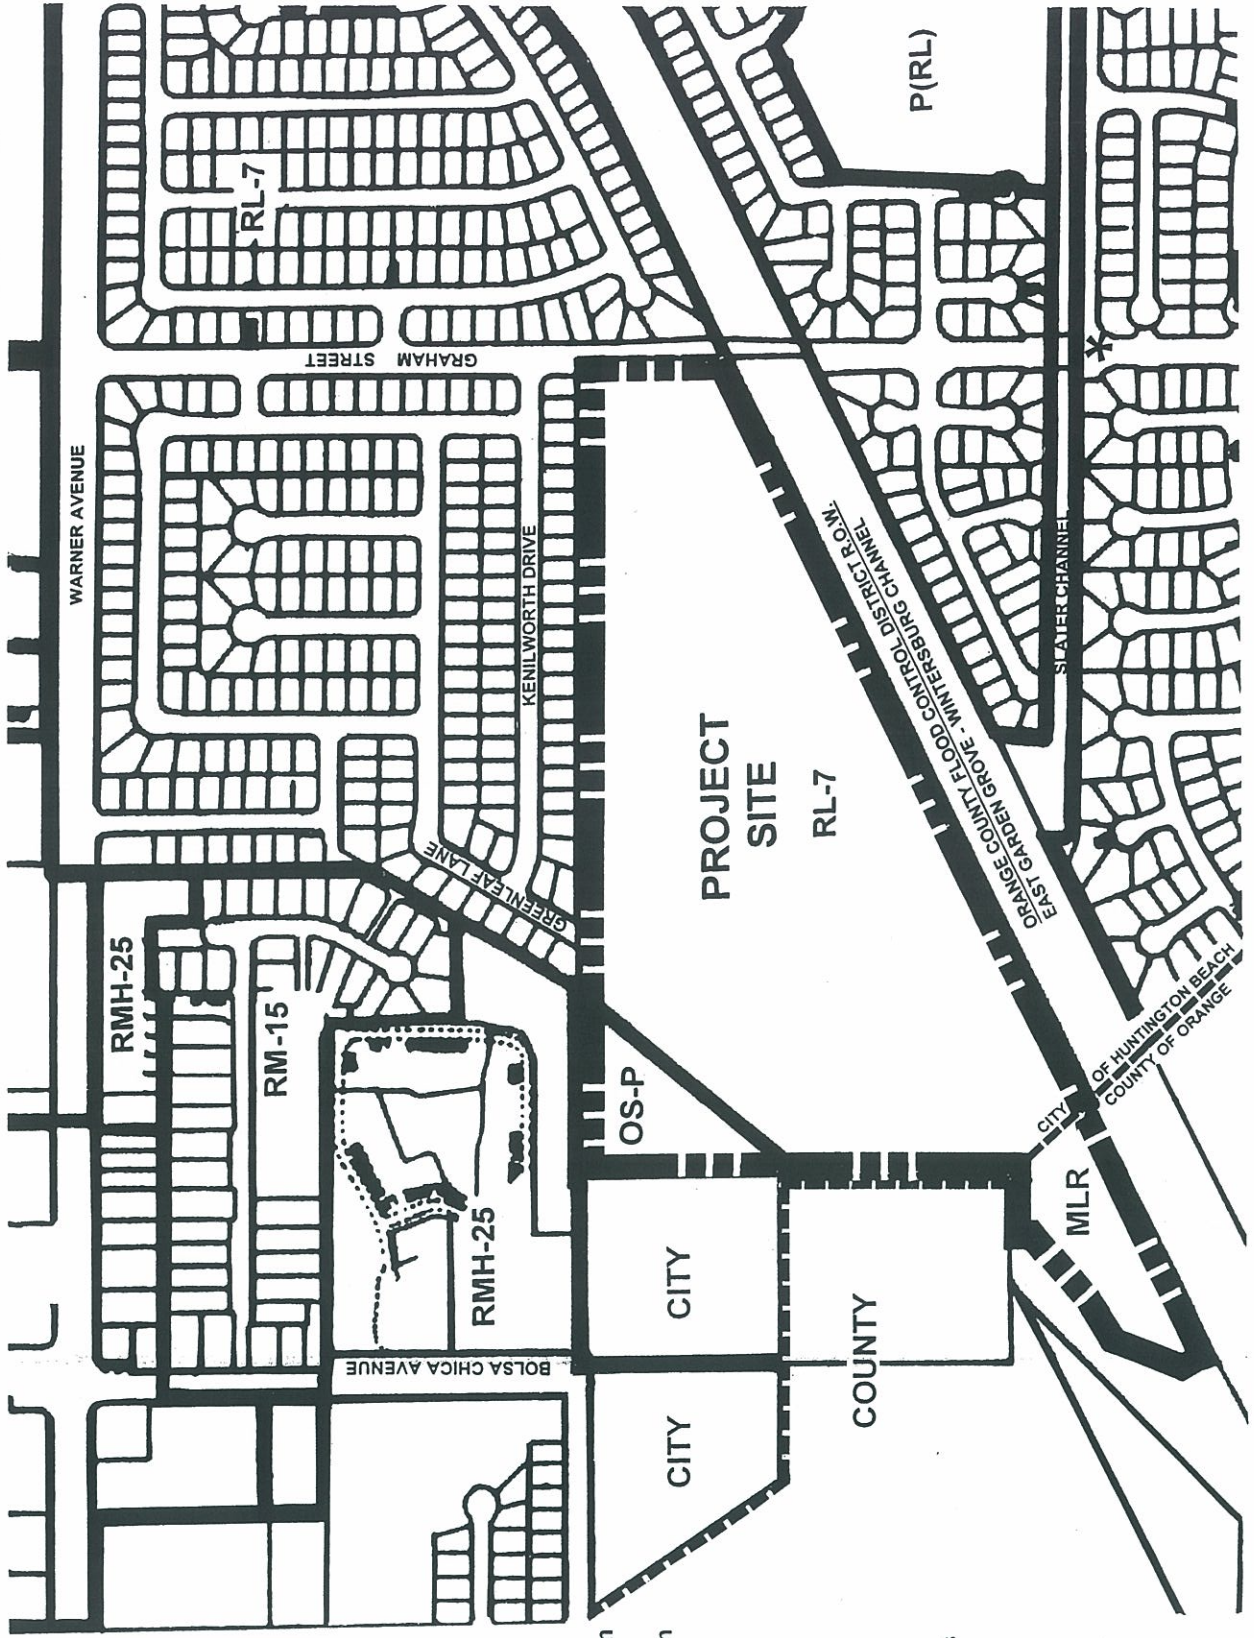 WARNER AVENUE
RL-7
P(RL)
GRAHAM STREET
KENILWORTH DRIVE
GREENLEAF LANE
RMH-25
RM-15
RMH-25
BOLSA CHICA AVENUE
PROJECT
SITE
RL-7
ORANGE COUNTY FLOOD CONTROL DISTRICT R.O.W.
EAST GARDEN GROVE - WINTERSBURG CHANNEL
SLATER CHANNEL
*
OS-P
CITY
CITY
COUNTY
MLR
CITY OF HUNTINGTON BEACH
COUNTY OF ORANGE